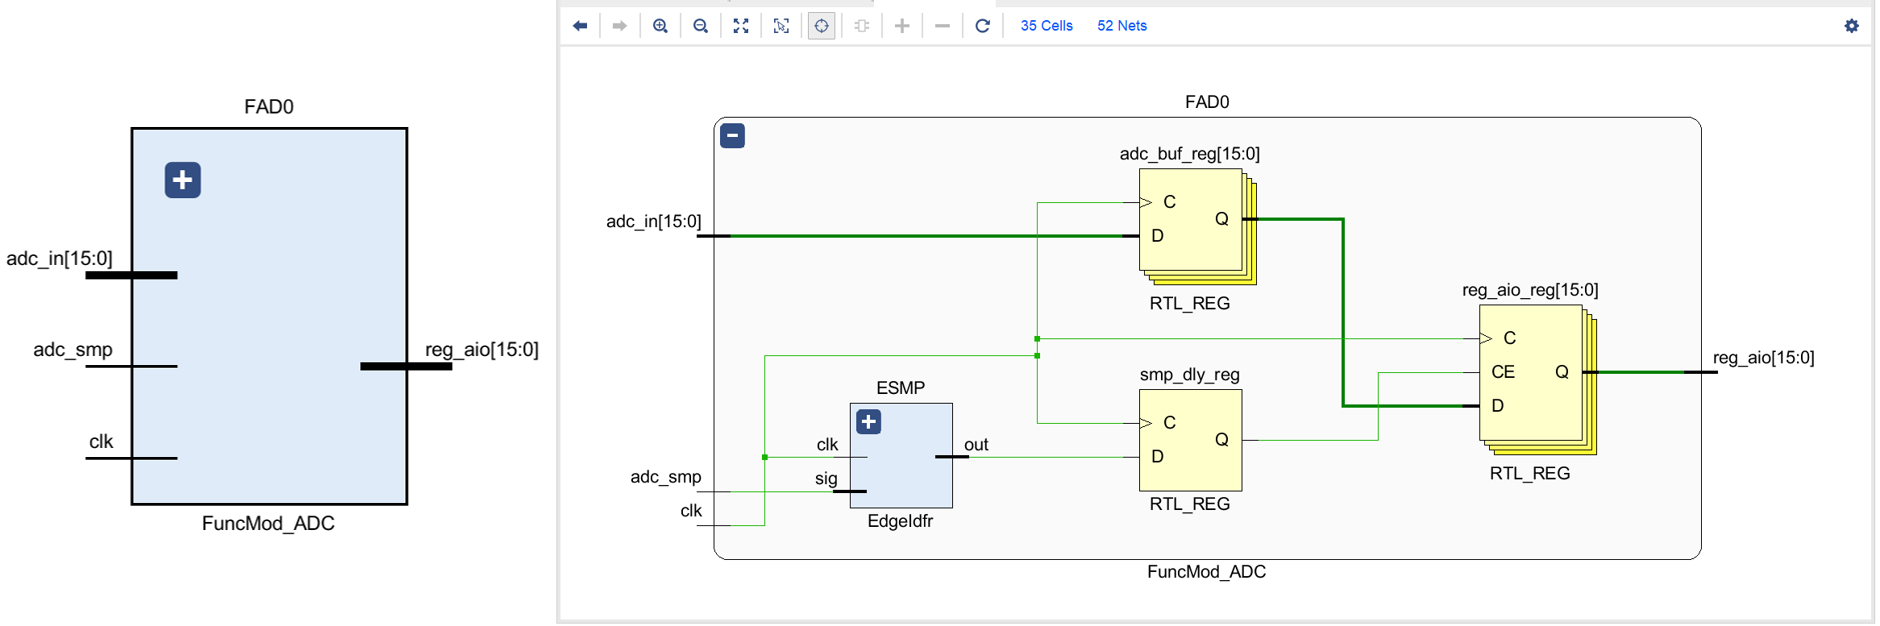 FAD0
adc_in[15:0]
adc_smp
reg_aio[15:0]
clk
FuncMod_ADC
35 Cells
52 Nets
FAD0
adc_buf_reg[15:0]
C
Q
D
RTL_REG
adc_in[15:0]
reg_aio_reg[15:0]
C
CE
Q
D
RTL_REG
reg_aio[15:0]
smp_dly_reg
C
Q
D
RTL_REG
ESMP
clk
out
sig
EdgeIdfr
adc_smp
clk
FuncMod_ADC